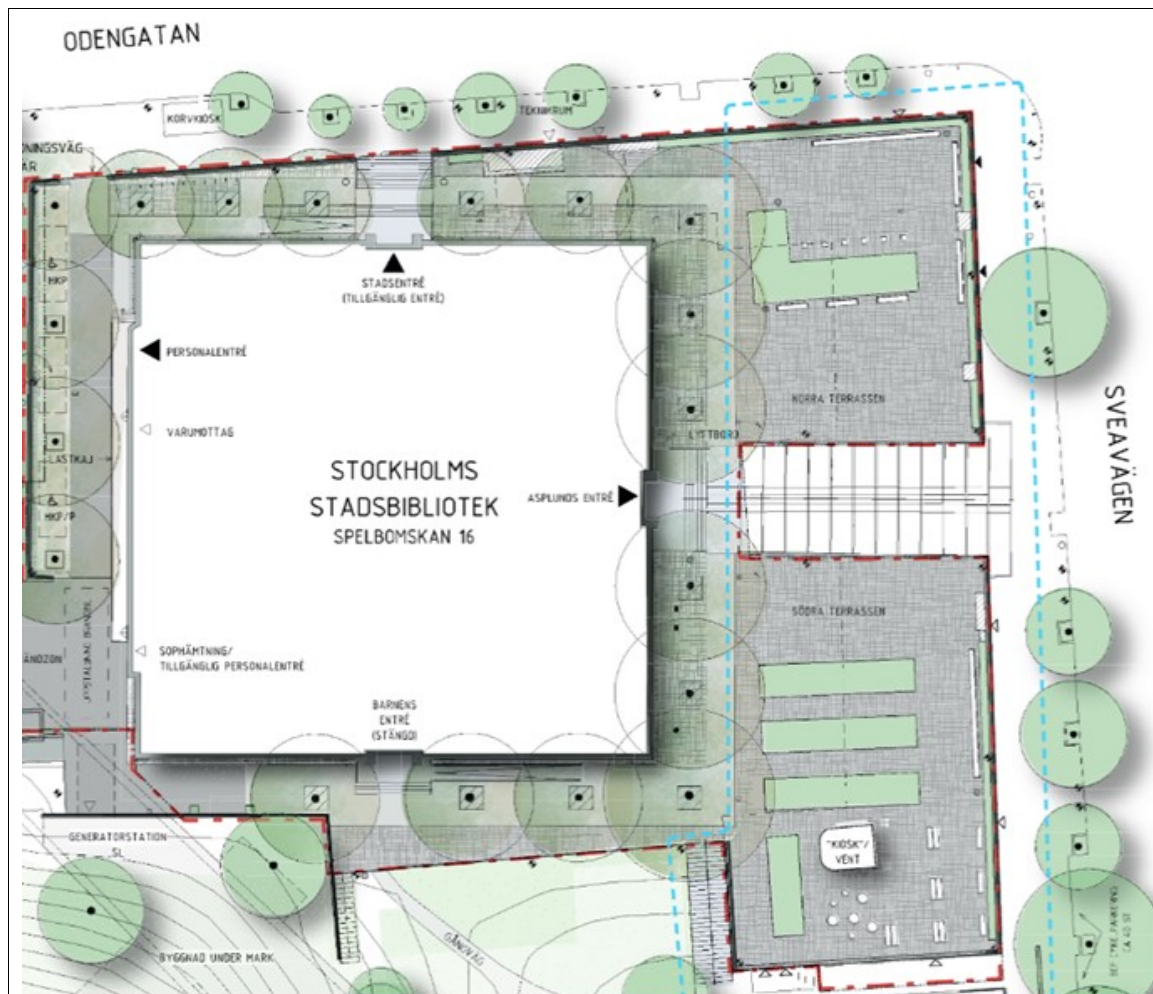 ODENGATAN
KORVKIOSK
TEKNIKRUM
NINGSVÄG
HKP
STADSENTRÉ
(TILLGÄNGLIG ENTRÉ)
PERSONALENTRÉ
VARUMOTTAG
LASTKAJ
HKP/P
STOCKHOLMS
STADSBIBLIOTEK
SPELBOMSKAN 16
ASPLUNDS ENTRÉ
NORRA TERRASSEN
SVEAVÄGEN
SÖDRA TERRASSEN
SOPHÄMTNING/
TILLGÄNGLIG PERSONALENTRÉ
BARNENS
ENTRÉ
(STÄNGD)
GENERATORSTATION
SL
"KIOSK"/
VENT
GÅNGVÄG
BYGGNAD UNDER MARK